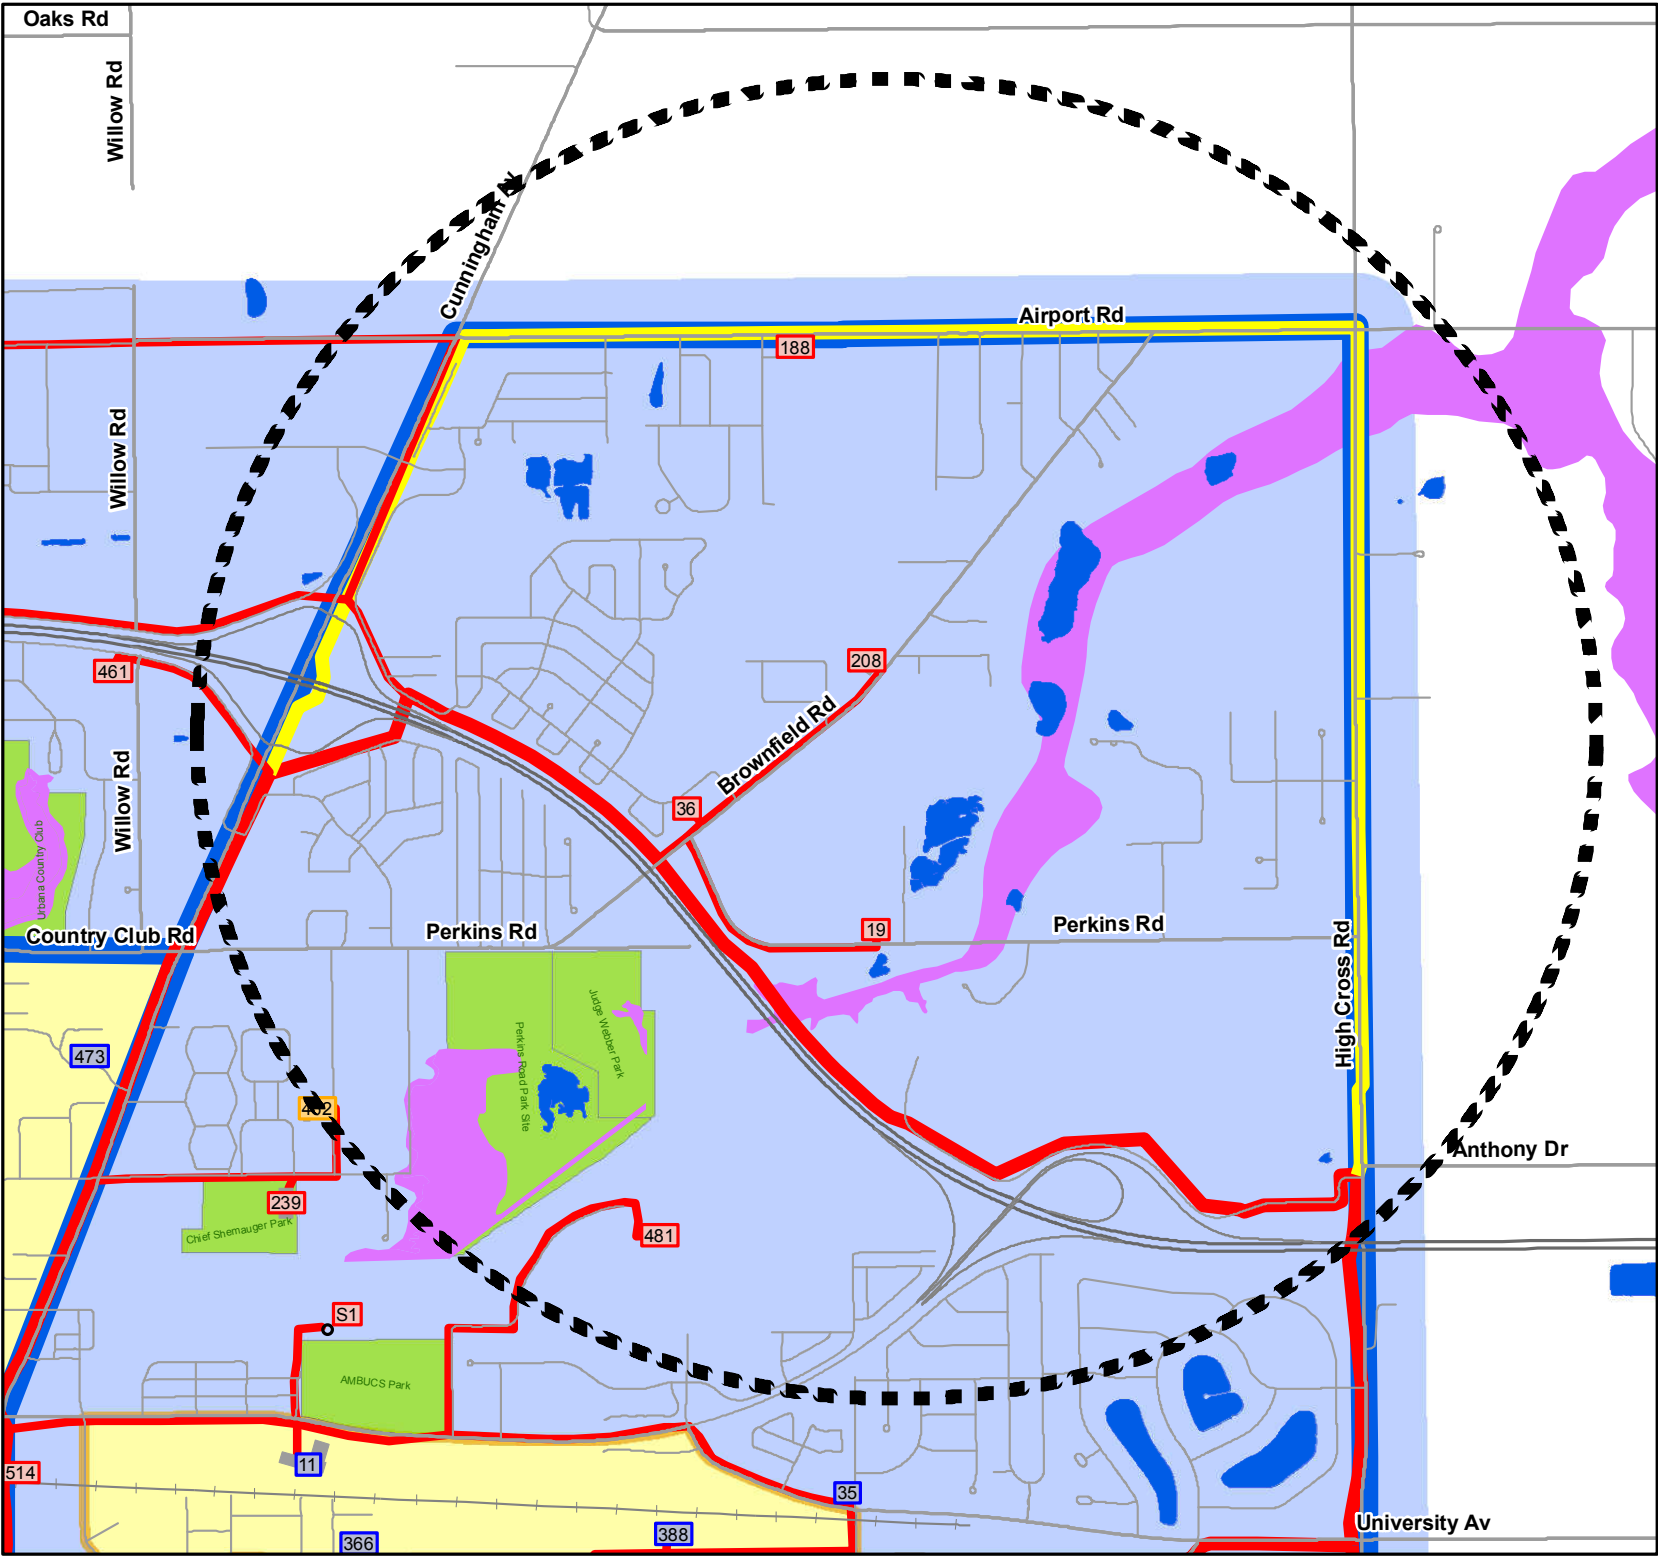 Oaks Rd
Willow Rd
Cunningham Av
Airport Rd
188
Willow Rd
461
208
Brownfield Rd
36
Willow Rd
Urbana Country Club
Country Club Rd
Perkins Rd
19
Perkins Rd
High Cross Rd
Judge Webber Park
Perkins Road Park Site
473
402
Anthony Dr
239
Chief Shemauger Park
481
S1
AMBUCS Park
514
11
35
366
388
University Av